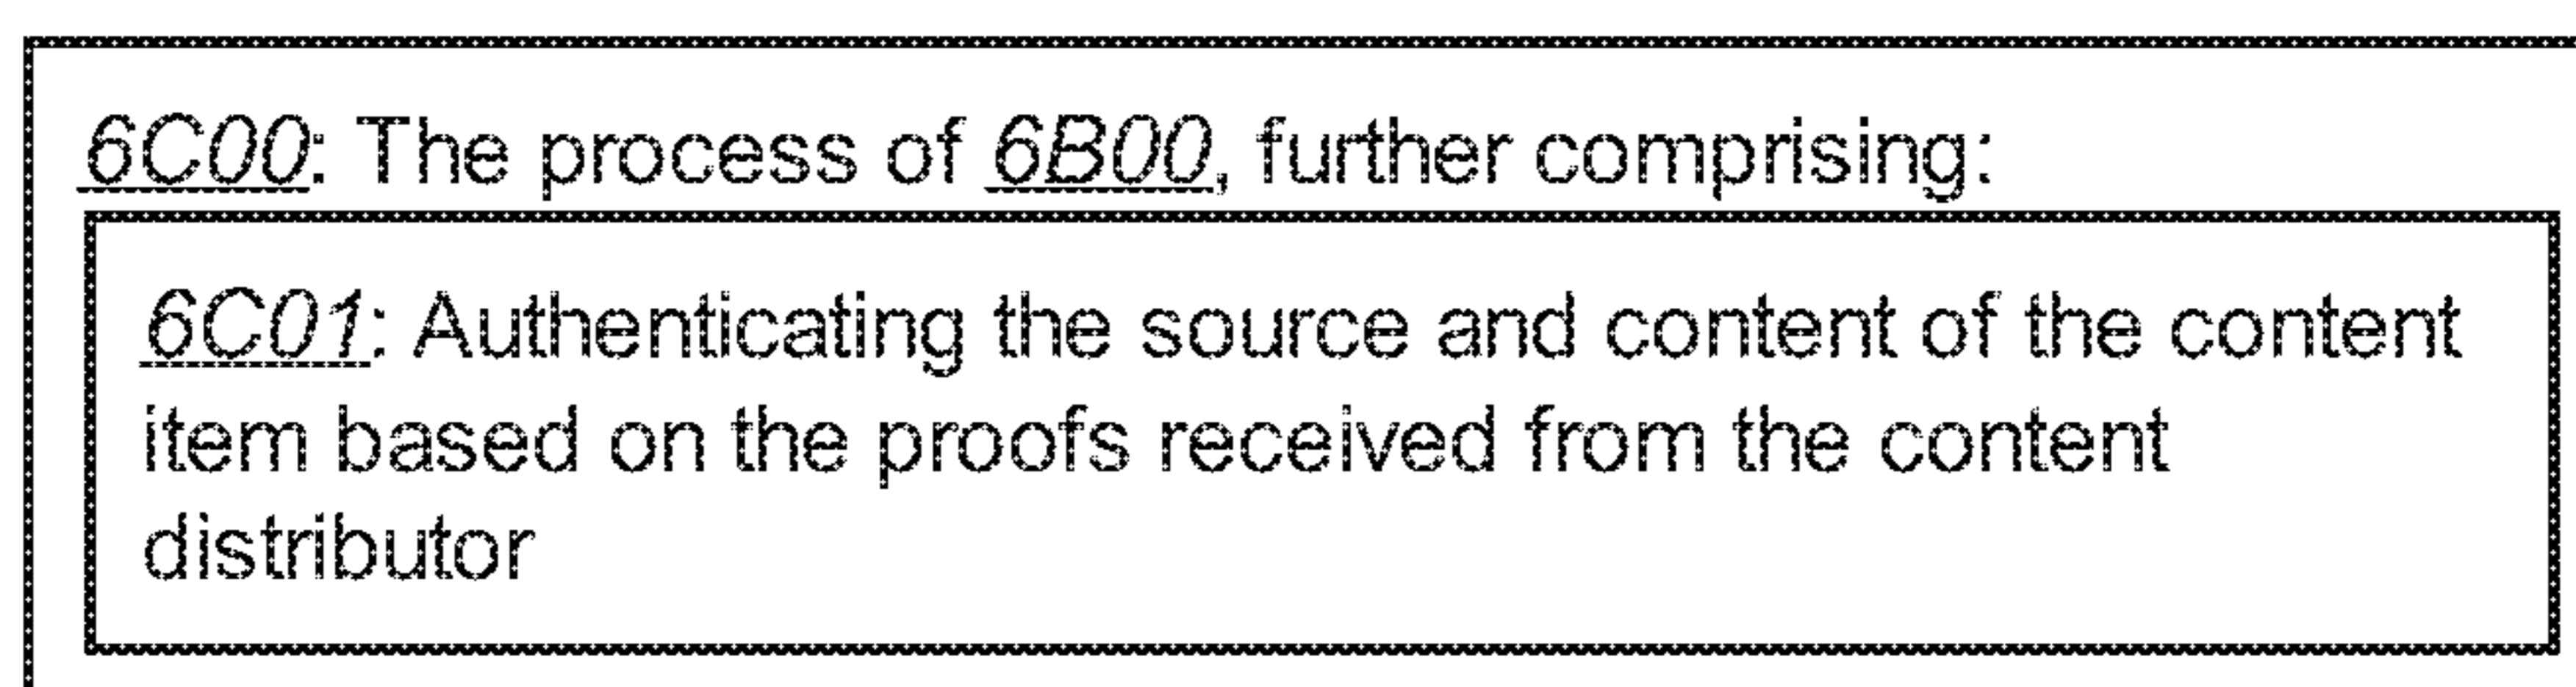 6C00: The process of 6B00, further comprising:
6C01: Authenticating the source and content of the content
item based on the proofs received from the content
distributor